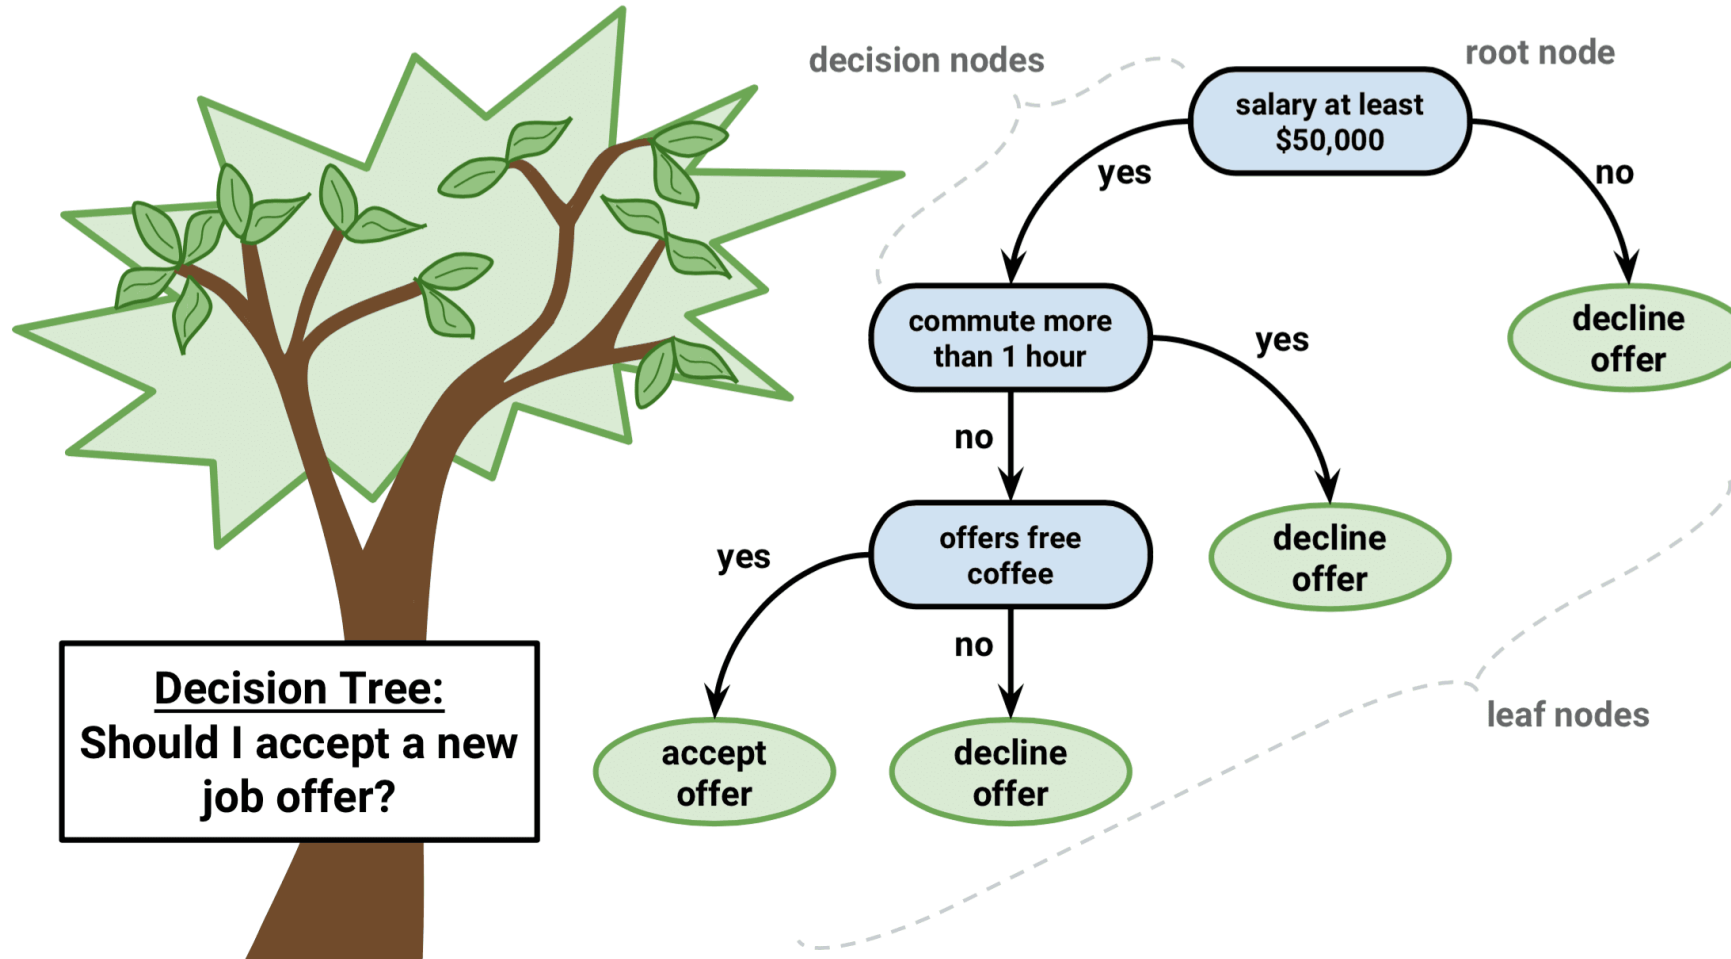 decision nodes
root node
salary at least
$50,000
yes
no
commute more
than 1 hour
decline
offer
yes
no
offers free
coffee
decline
offer
yes
no
accept
offer
decline
offer
leaf nodes
Decision Tree:
Should I accept a new
job offer?